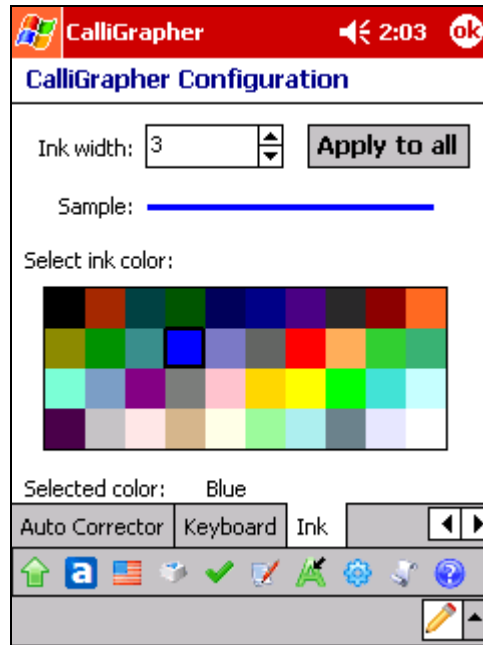 CalliGrapher 2:03 ok
CalliGrapher Configuration
Ink width: 3 Apply to all
Sample:
Select ink color:
Selected color: Blue
Auto Corrector Keyboard Ink
a ?